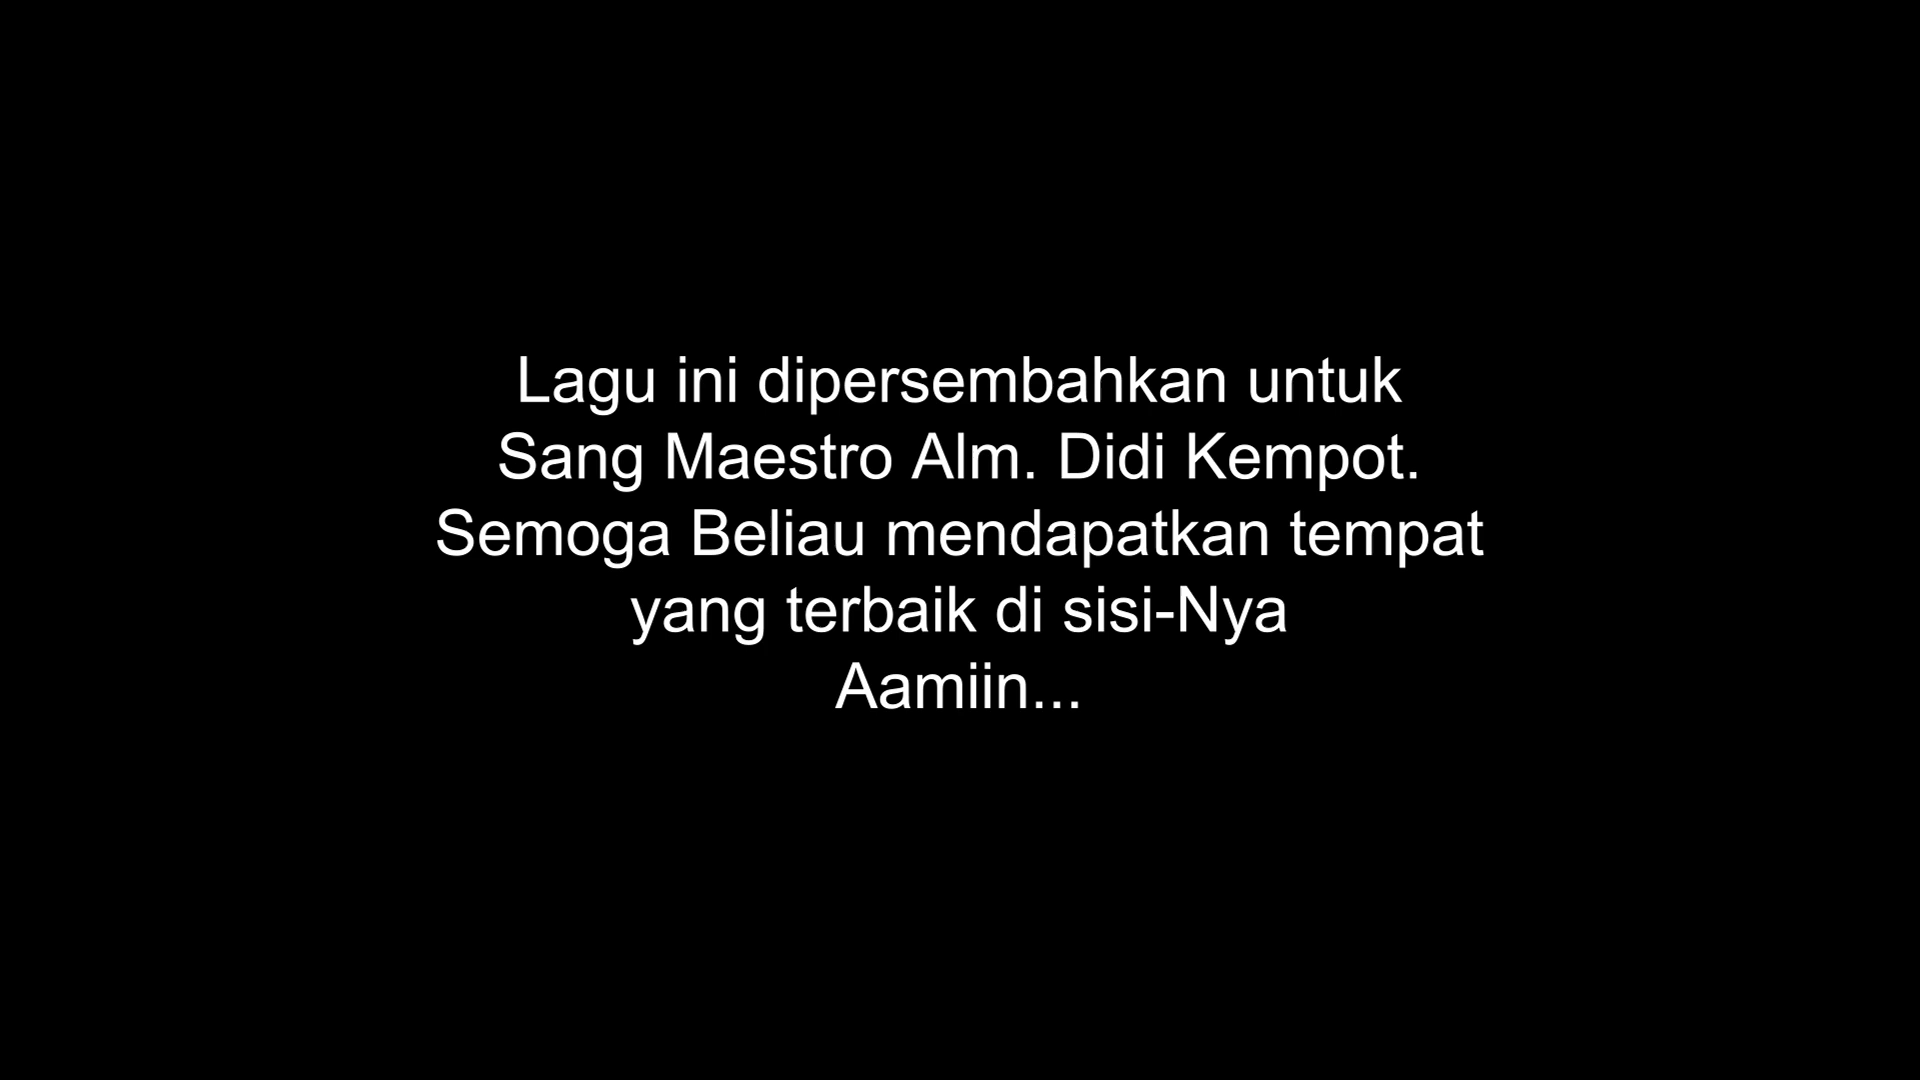 Lagu ini dipersembahkan untuk
Sang Maestro Alm. Didi Kempot.
Semoga Beliau mendapatkan tempat
yang terbaik di sisi-Nya
Aamiin...